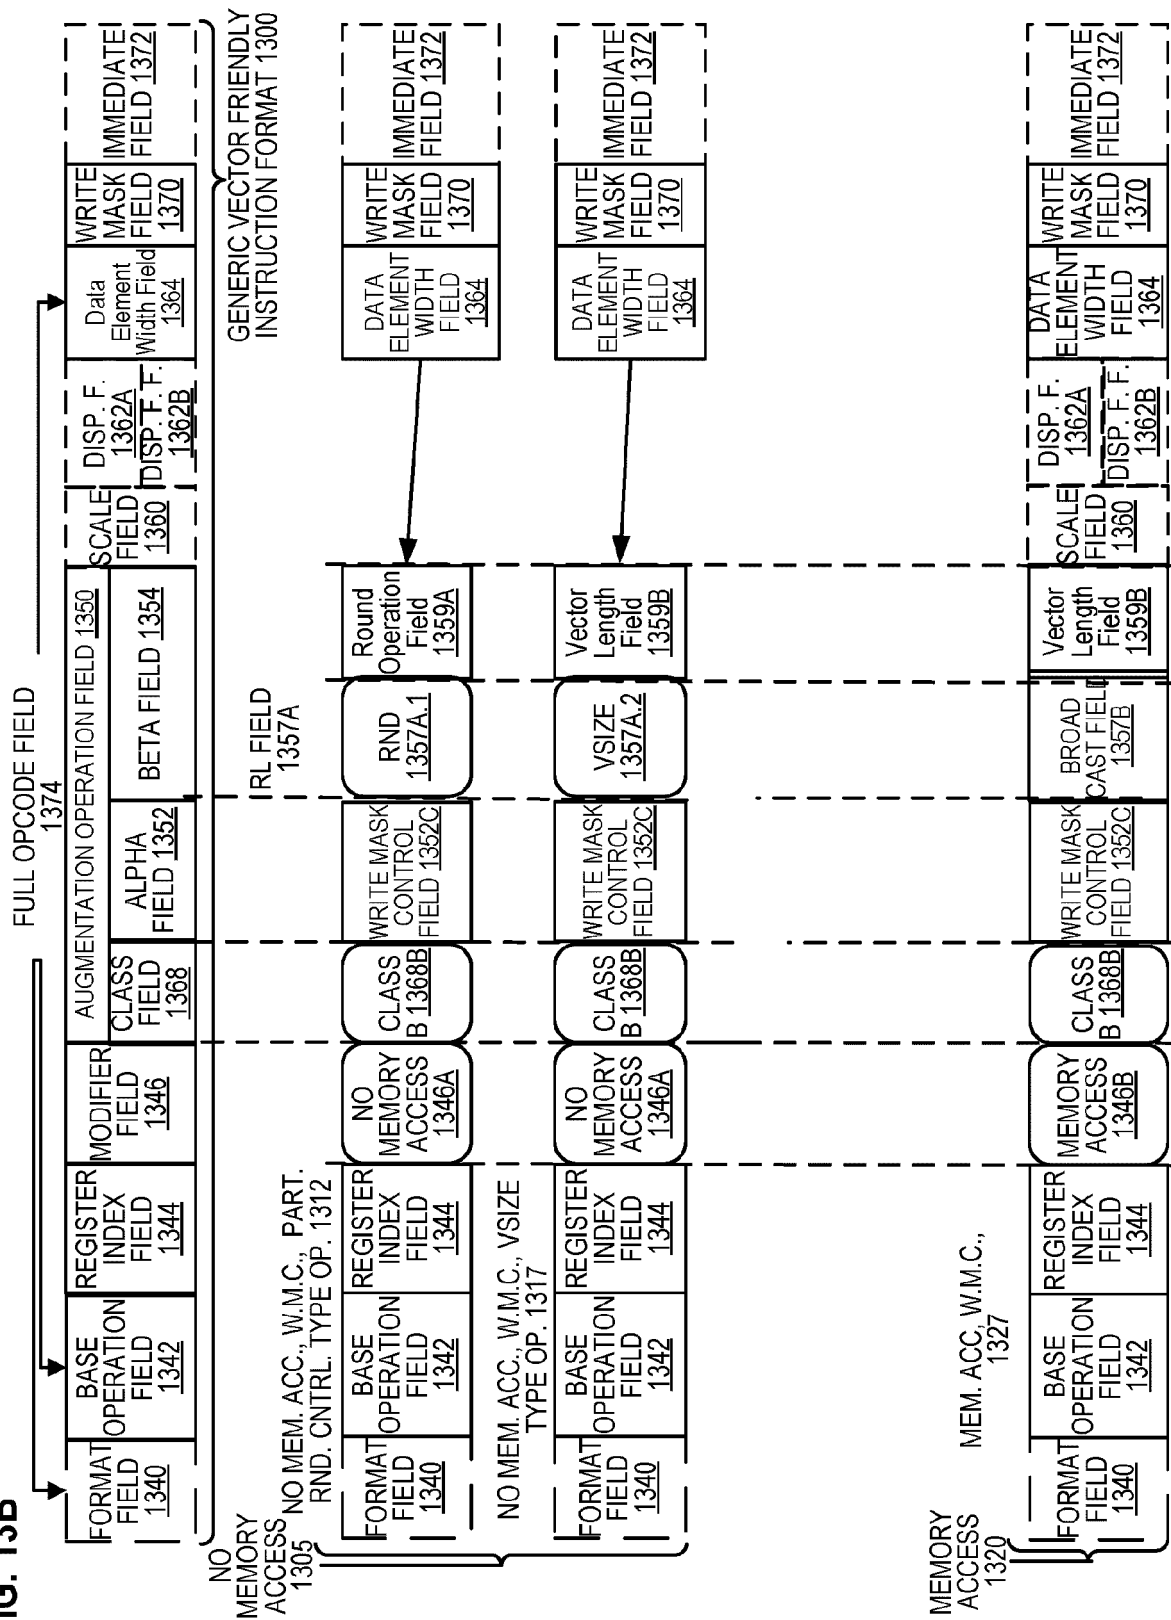 FIG. 13B
FULL OPCODE FIELD
1374
FORMAT
FIELD
1340
BASE
OPERATION
FIELD
1342
REGISTER
INDEX
FIELD
1344
MODIFIER
FIELD
1346
AUGMENTATION OPERATION FIELD 1350
CLASS
FIELD
1368
ALPHA
FIELD 1352
BETA FIELD 1354
SCALE
FIELD
1360
DISP. F.
1362A
DISP. F. F.
1362B
Data
Element
Width Field
1364
WRITE
MASK
FIELD
1370
IMMEDIATE
FIELD 1372
GENERIC VECTOR FRIENDLY
INSTRUCTION FORMAT 1300
NO
MEMORY
ACCESS
1305
NO MEM. ACC., W.M.C., PART.
RND. CNTRL. TYPE OP. 1312
RL FIELD
1357A
FORMAT
FIELD
1340
BASE
OPERATION
FIELD
1342
REGISTER
INDEX
FIELD
1344
NO
MEMORY
ACCESS
1346A
CLASS
B 1368B
WRITE MASK
CONTROL
FIELD 1352C
RND
1357A.1
Round
Operation
Field
1359A
DATA
ELEMENT
WIDTH
FIELD
1364
WRITE
MASK
FIELD
1370
IMMEDIATE
FIELD 1372
NO MEM. ACC., W.M.C., VSIZE
TYPE OP. 1317
FORMAT
FIELD
1340
BASE
OPERATION
FIELD
1342
REGISTER
INDEX
FIELD
1344
NO
MEMORY
ACCESS
1346A
CLASS
B 1368B
WRITE MASK
CONTROL
FIELD 1352C
VSIZE
1357A.2
Vector
Length
Field
1359B
DATA
ELEMENT
WIDTH
FIELD
1364
WRITE
MASK
FIELD
1370
IMMEDIATE
FIELD 1372
MEMORY
ACCESS
1320
MEM. ACC, W.M.C.,
1327
FORMAT
FIELD
1340
BASE
OPERATION
FIELD
1342
REGISTER
INDEX
FIELD
1344
MEMORY
ACCESS
1346B
CLASS
B 1368B
WRITE MASK
CONTROL
FIELD 1352C
BROAD
CAST FIELD
1357B
Vector
Length
Field
1359B
SCALE
FIELD
1360
DISP. F.
1362A
DISP. F. F.
1362B
DATA
ELEMENT
WIDTH
FIELD
1364
WRITE
MASK
FIELD
1370
IMMEDIATE
FIELD 1372